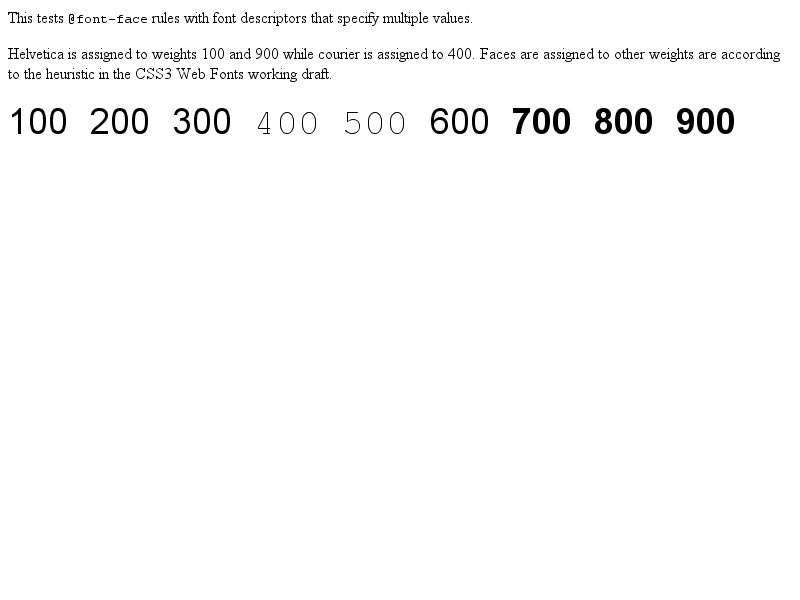 This tests @font-face rules with font descriptors that specify multiple values.
Helvetica is assigned to weights 100 and 900 while courier is assigned to 400. Faces are assigned to other weights are according
to the heuristic in the CSS3 Web Fonts working draft.
100 200 300 400 500 600 700 800 900